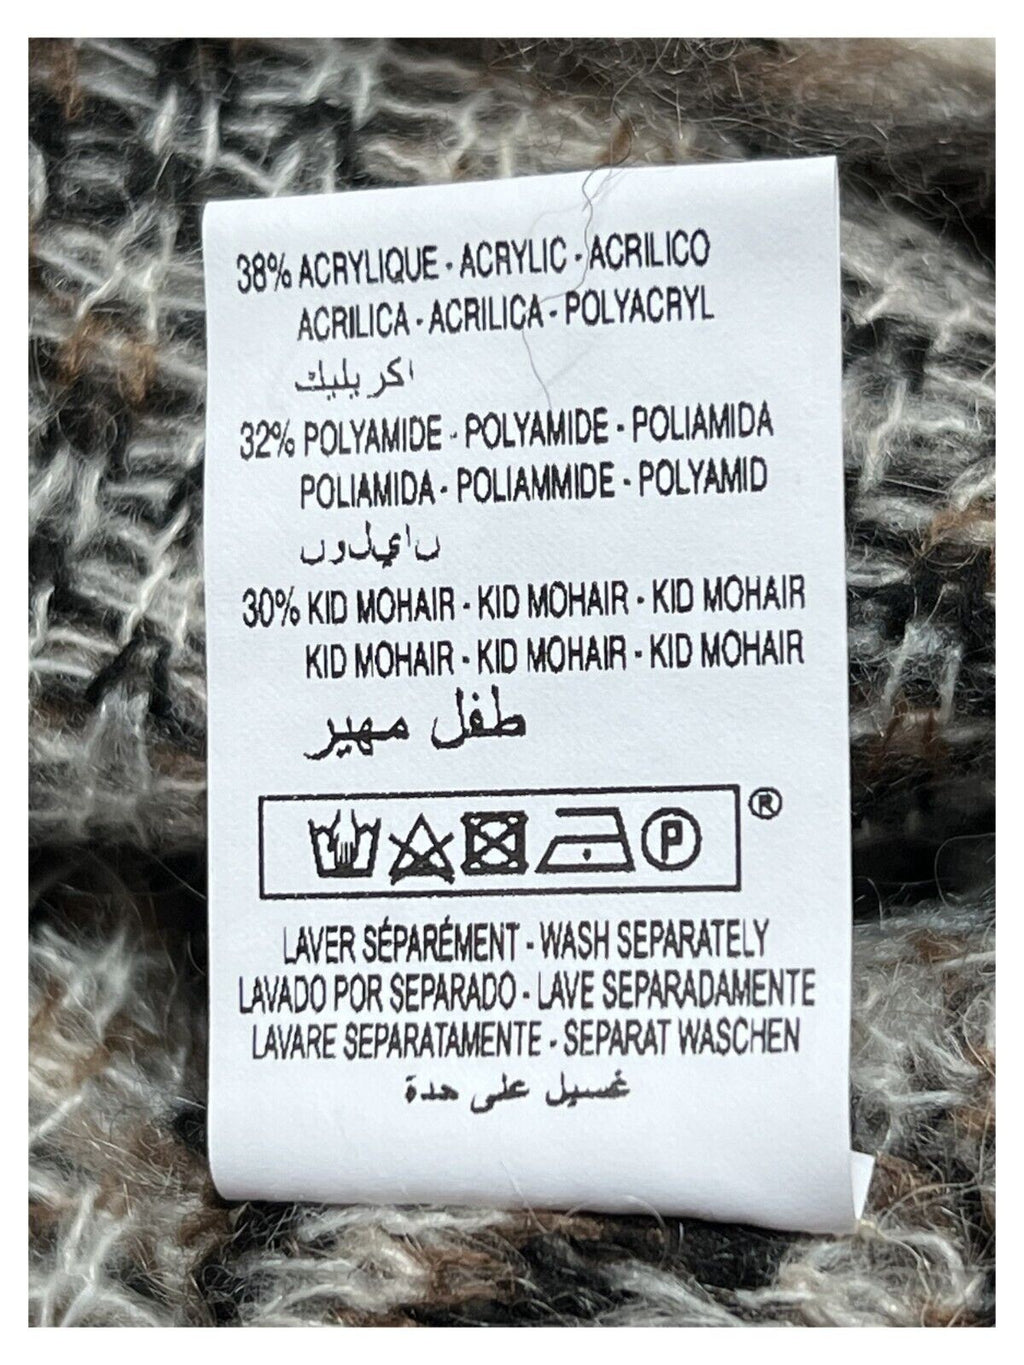 38% ACRYLIQUE - ACRYLIC - ACRILICO
ACRILICA - ACRILICA - POLYACRYL
اكريليك
32% POLYAMIDE - POLYAMIDE - POLIAMIDA
POLIAMIDA - POLIAMMIDE - POLYAMID
نايلون
30% KID MOHAIR - KID MOHAIR - KID MOHAIR
KID MOHAIR - KID MOHAIR - KID MOHAIR
طفل مهير
P ®
LAVER SÉPARÉMENT - WASH SEPARATELY
LAVADO POR SEPARADO - LAVE SEPARADAMENTE
LAVARE SEPARATAMENTE - SEPARAT WASCHEN
غسيل على حدة